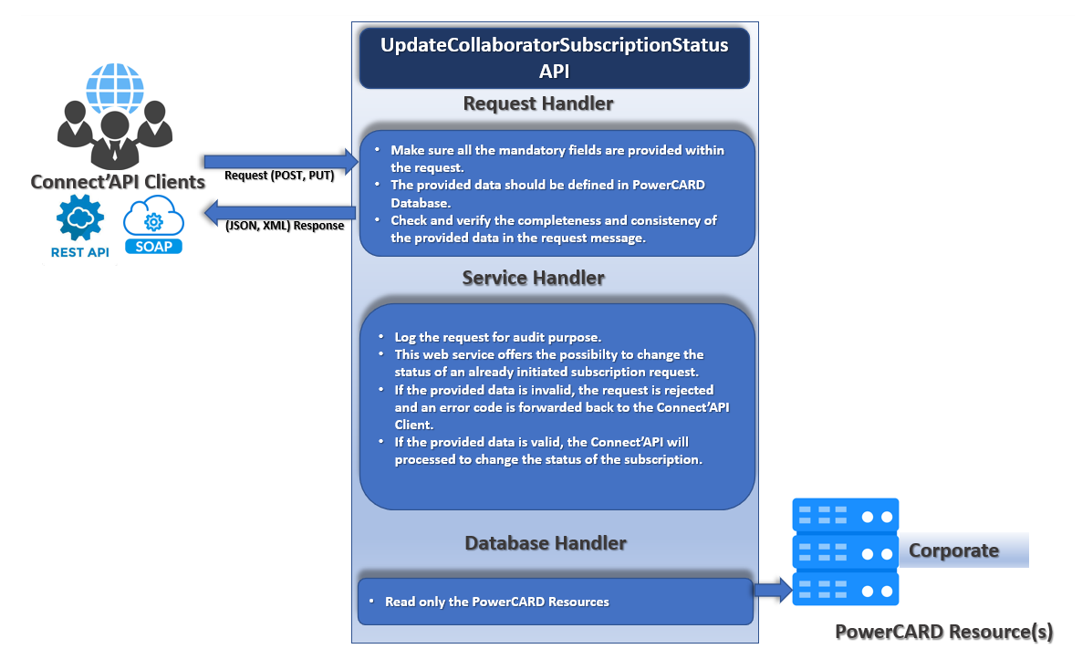 UpdateCollaboratorSubscriptionStatus
API
Request Handler
• Make sure all the mandatory fields are provided within
the request.
• The provided data should be defined in PowerCARD
Database.
• Check and verify the completeness and consistency of
the provided data in the request message.
Connect'API Clients
REST API
SOAP
Request (POST, PUT)
(JSON, XML) Response
Service Handler
• Log the request for audit purpose.
• This web service offers the possibilty to change the
status of an already initiated subscription request.
• If the provided data is invalid, the request is rejected
and an error code is forwarded back to the Connect'API
Client.
• If the provided data is valid, the Connect'API will
processed to change the status of the subscription.
Database Handler
• Read only the PowerCARD Resources
Corporate
PowerCARD Resource(s)